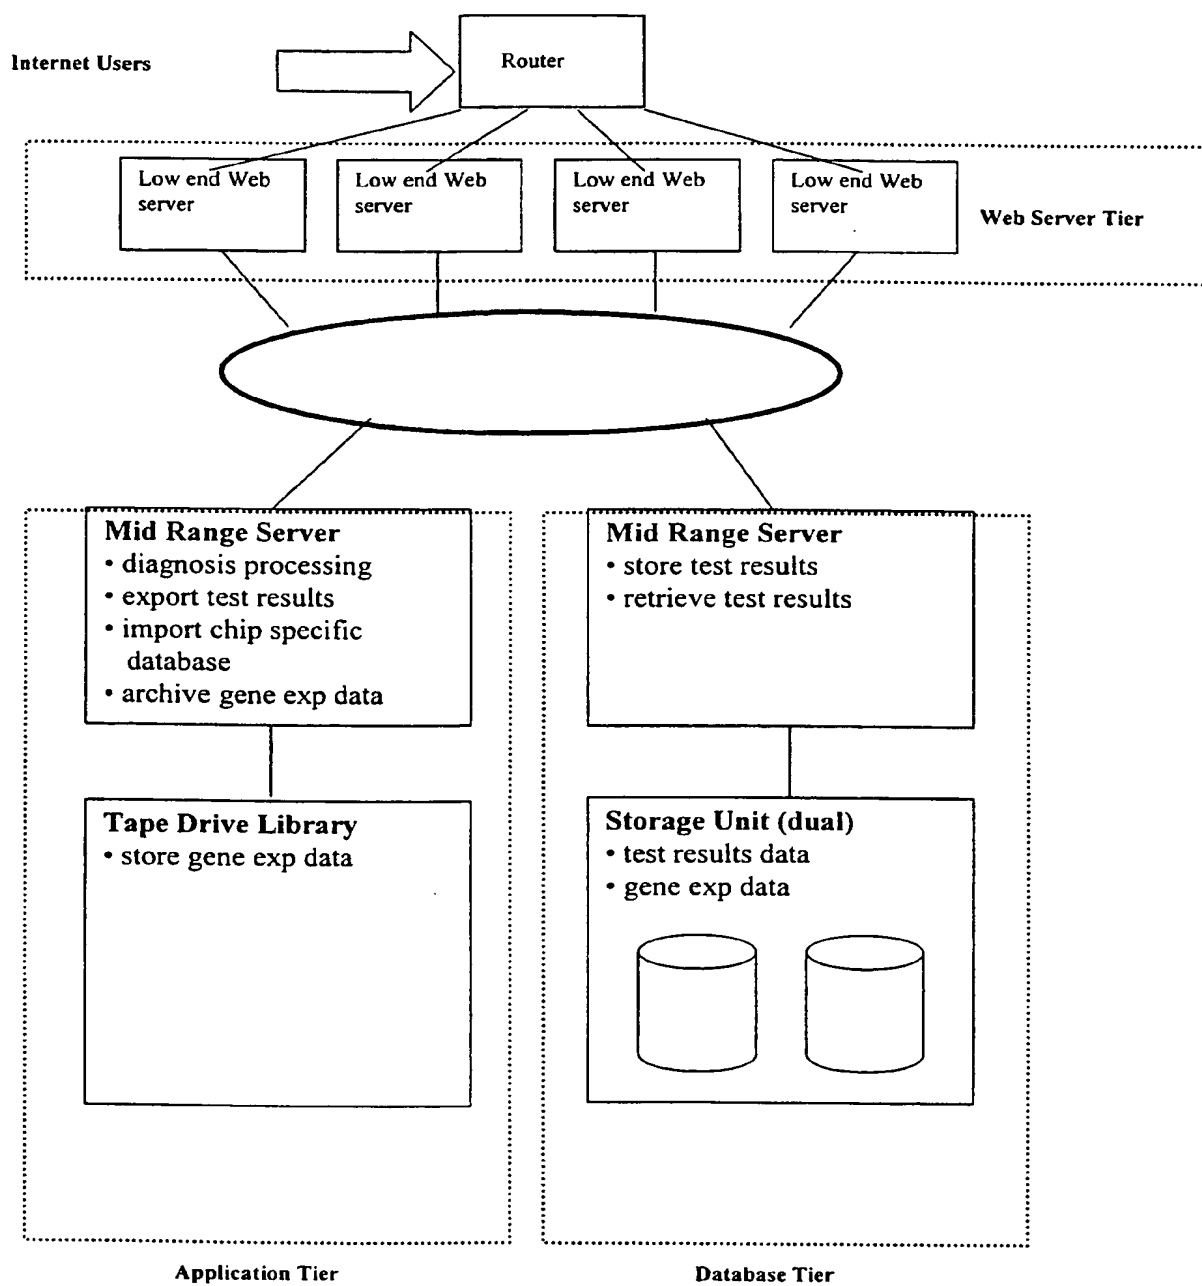 Internet Users
Router
Low end Web
server
Low end Web
server
Low end Web
server
Low end Web
server
Web Server Tier
Mid Range Server
• diagnosis processing
• export test results
• import chip specific
database
• archive gene exp data
Mid Range Server
• store test results
• retrieve test results
Tape Drive Library
• store gene exp data
Storage Unit (dual)
• test results data
• gene exp data
Application Tier
Database Tier